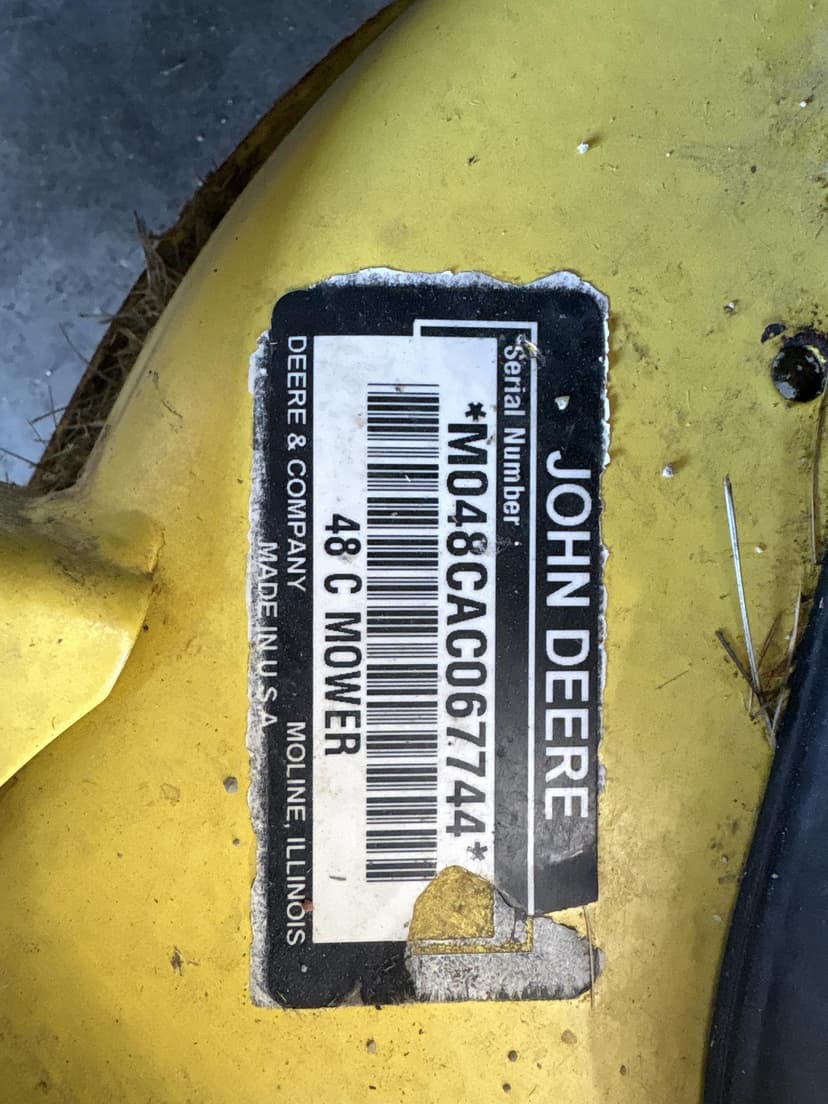 JOHN DEERE
Serial Number
*M048CAC067744*
48 C MOWER
DEERE & COMPANY MOLINE, ILLINOIS
MADE IN U S A